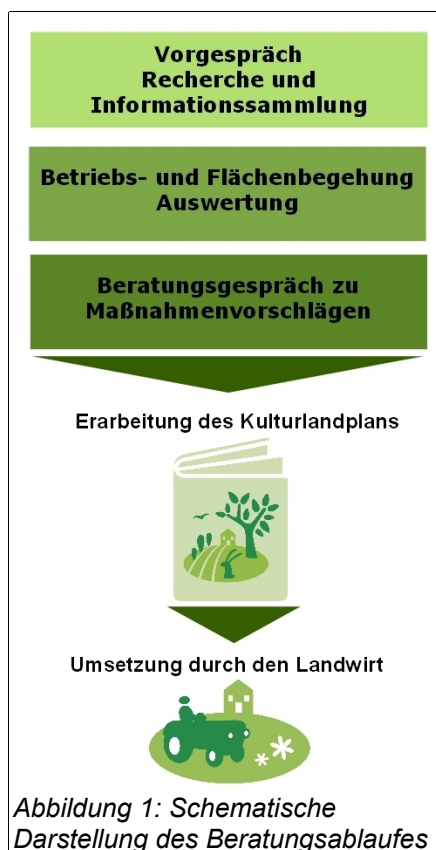 Vorgespräch
Recherche und
Informationssammlung
Betriebs- und Flächenbegehung
Auswertung
Beratungsgespräch zu
Maßnahmenvorschlägen
Erarbeitung des Kulturlandplans
Umsetzung durch den Landwirt
Abbildung 1: Schematische
Darstellung des Beratungsablaufes